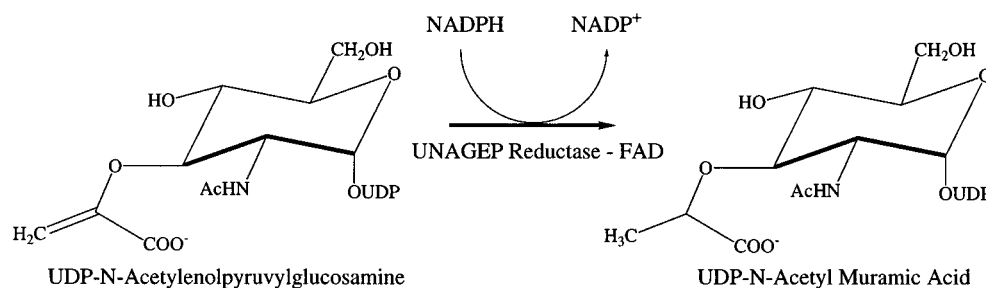 NADPH
NADP+
CH2OH
O
HO
O
AcHN
OUDP
H2C
COO-
UDP-N-Acetylenolpyruvylglucosamine
UNAGEP Reductase - FAD
CH2OH
O
HO
O
AcHN
OUDP
H3C
COO-
UDP-N-Acetyl Muramic Acid